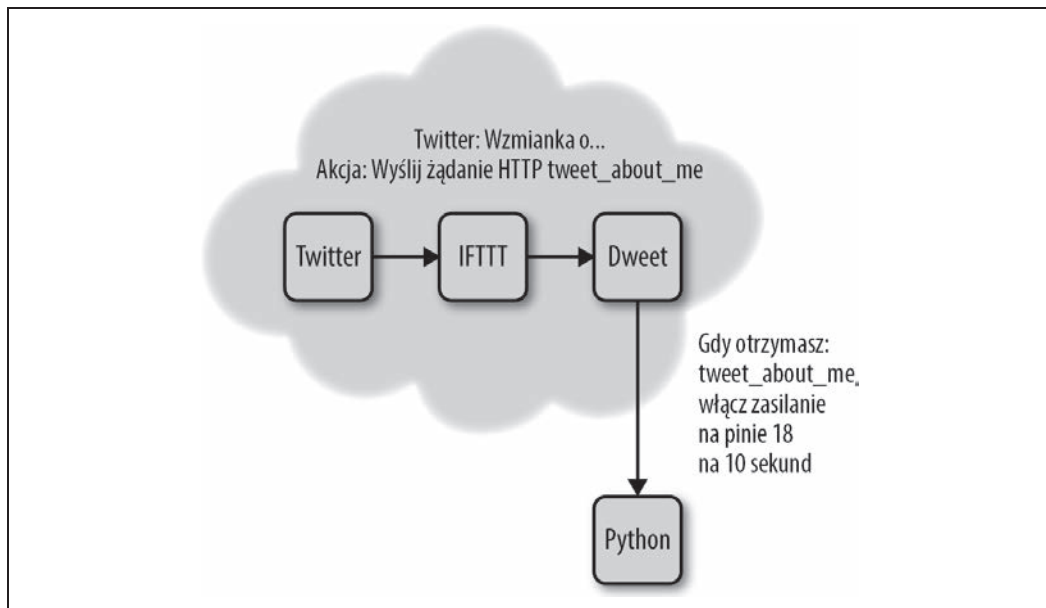 Twitter: Wzmianka o...
Akcja: Wyślij żądanie HTTP tweet_about_me
Twitter
IFTTT
Dweet
Gdy otrzymasz:
tweet_about_me,
włącz zasilanie
na pinie 18
na 10 sekund
Python